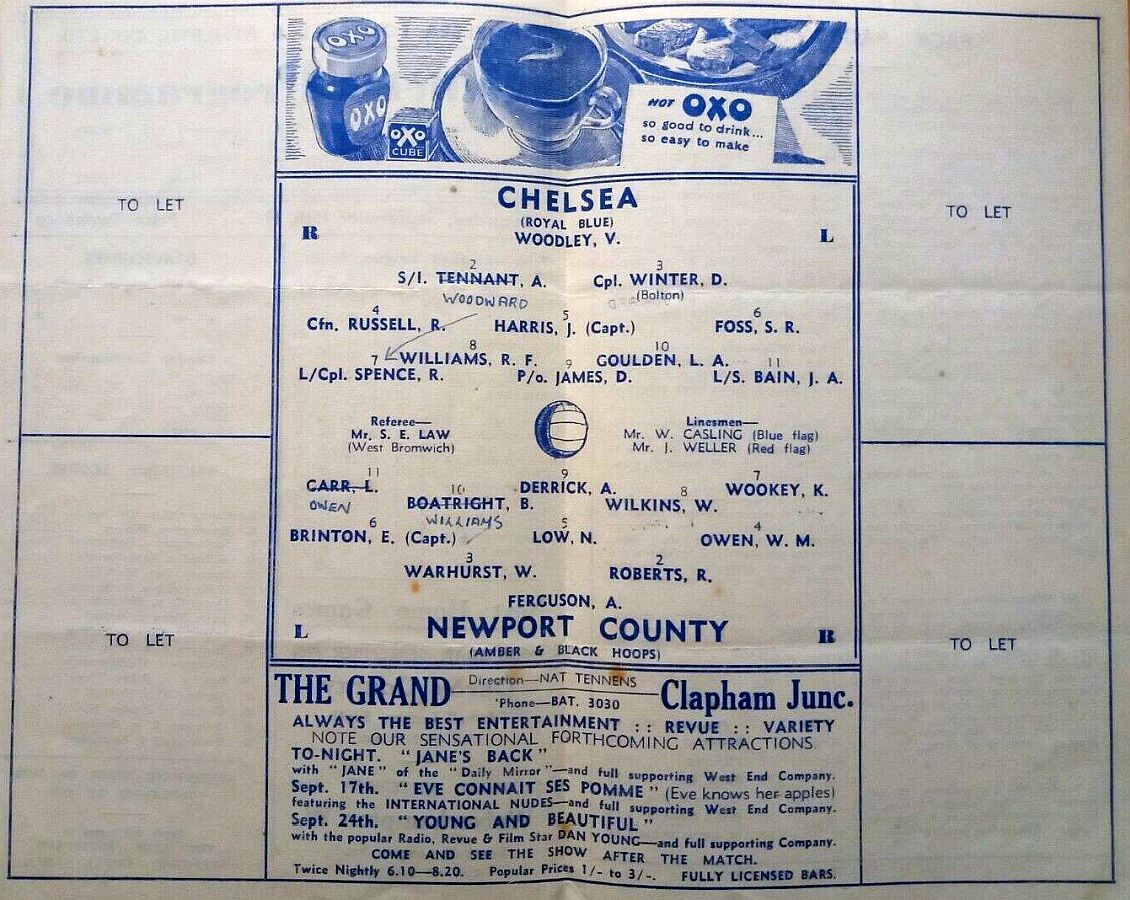 OXO
OXO
OXO
CUBE
HOT OXO
so good to drink...
so easy to make
TO LET
TO LET
CHELSEA
(ROYAL BLUE)
R L
WOODLEY, V.
2 3
S/l. TENNANT, A. Cpl. WINTER, D.
WOODWARD (Bolton)
4 5 6
Cfn. RUSSELL, R. HARRIS, J. (Capt.) FOSS, S. R.
8 10
WILLIAMS, R. F. GOULDEN, L. A.
7 9 11
L/Cpl. SPENCE, R. P/o. JAMES, D. L/S. BAIN, J. A.
Referee— Linesmen—
Mr. S. E. LAW Mr. W. CASLING (Blue flag)
(West Bromwich) Mr. J. WELLER (Red flag)
11 9 7
CARR, L. DERRICK, A. WOOKEY, K.
10 8
OWEN BOATRIGHT, B. WILKINS, W.
WILLIAMS
6 5 4
BRINTON, E. (Capt.) LOW, N. OWEN, W. M.
3 2
WARHURST, W. ROBERTS, R.
FERGUSON, A.
L NEWPORT COUNTY R
(AMBER & BLACK HOOPS)
TO LET
TO LET
THE GRAND Direction—NAT TENNENS Clapham Junc.
'Phone—BAT. 3030
ALWAYS THE BEST ENTERTAINMENT :: REVUE :: VARIETY
NOTE OUR SENSATIONAL FORTHCOMING ATTRACTIONS
TO-NIGHT. "JANE'S BACK"
with "JANE" of the "Daily Mirror"—and full supporting West End Company.
Sept. 17th. "EVE CONNAIT SES POMME" (Eve knows her apples)
featuring the INTERNATIONAL NUDES—and full supporting West End Company.
Sept. 24th. "YOUNG AND BEAUTIFUL"
with the popular Radio, Revue & Film Star DAN YOUNG—and full supporting Company.
COME AND SEE THE SHOW AFTER THE MATCH.
Twice Nightly 6.10—8.20. Popular Prices 1/- to 3/-. FULLY LICENSED BARS.